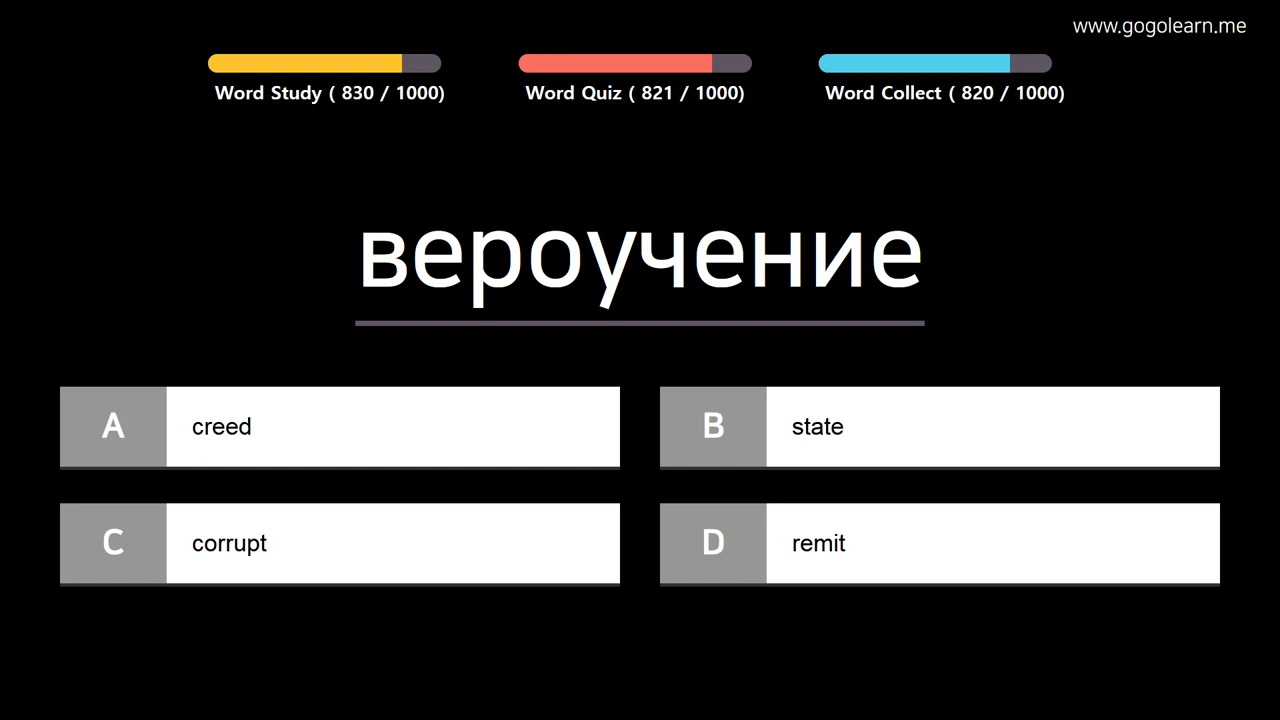 www.gogolearn.me
Word Study ( 830 / 1000)
Word Quiz ( 821 / 1000)
Word Collect ( 820 / 1000)
вероучение
A creed
B state
C corrupt
D remit